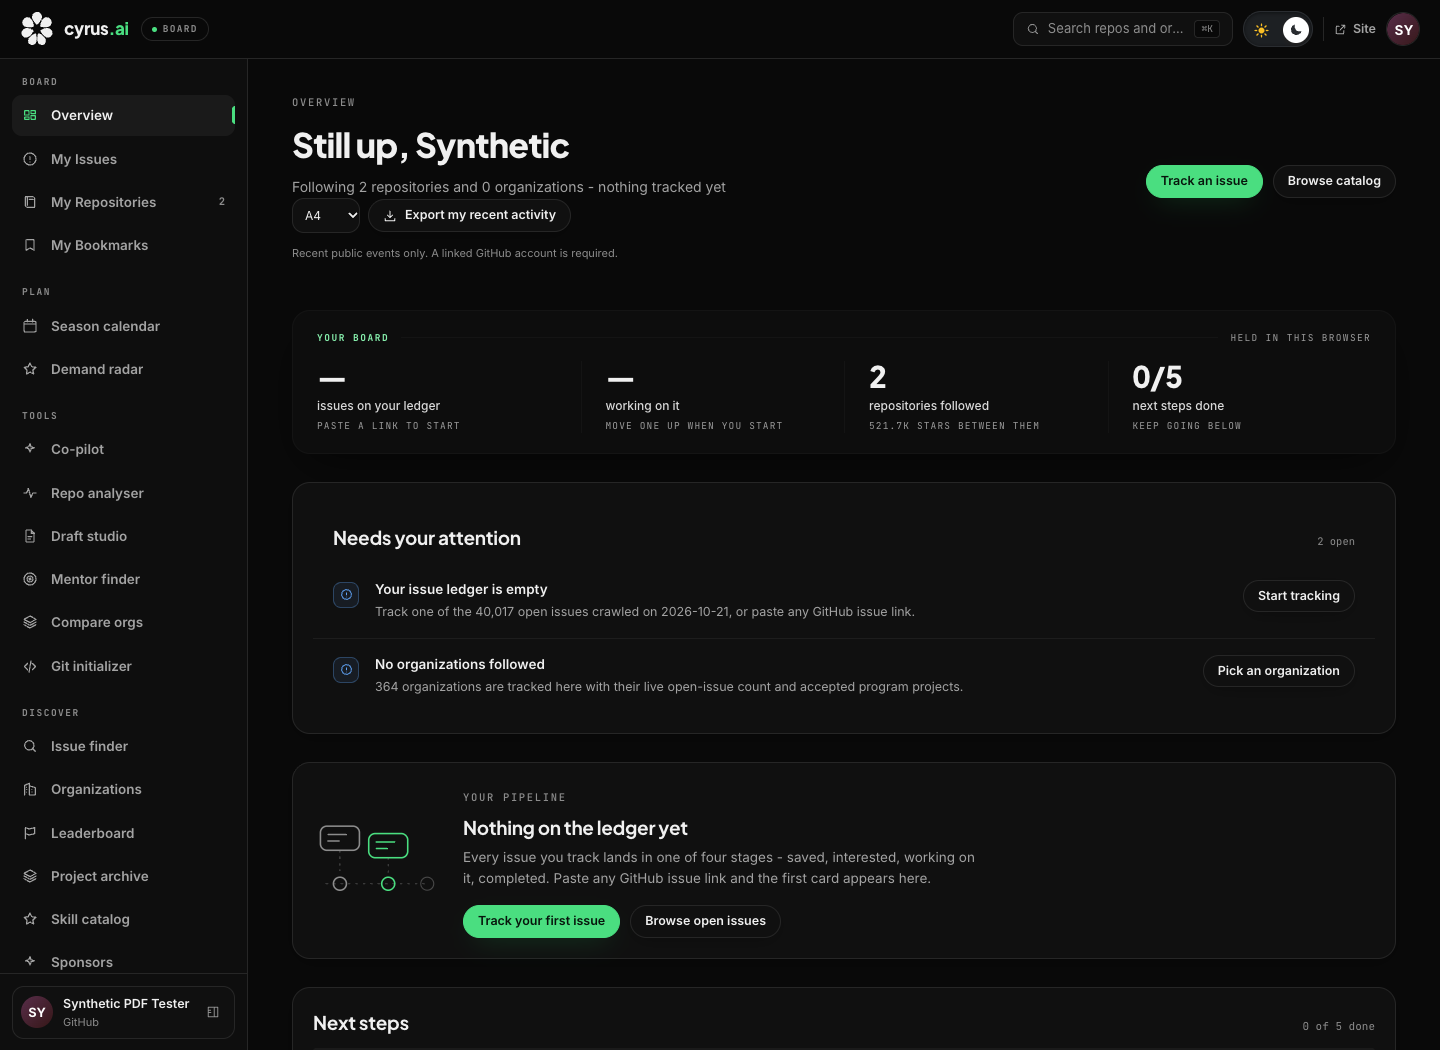 cyrus.ai
BOARD
Search repos and or...
⌘K
Site
SY
BOARD
Overview
My Issues
My Repositories 2
My Bookmarks
PLAN
Season calendar
Demand radar
TOOLS
Co-pilot
Repo analyser
Draft studio
Mentor finder
Compare orgs
Git initializer
DISCOVER
Issue finder
Organizations
Leaderboard
Project archive
Skill catalog
Sponsors
SY
Synthetic PDF Tester
GitHub
OVERVIEW
Still up, Synthetic
Following 2 repositories and 0 organizations - nothing tracked yet
A4
Export my recent activity
Recent public events only. A linked GitHub account is required.
Track an issue
Browse catalog
YOUR BOARD
HELD IN THIS BROWSER
—
issues on your ledger
PASTE A LINK TO START
—
working on it
MOVE ONE UP WHEN YOU START
2
repositories followed
521.7K STARS BETWEEN THEM
0/5
next steps done
KEEP GOING BELOW
Needs your attention
2 open
Your issue ledger is empty
Track one of the 40,017 open issues crawled on 2026-10-21, or paste any GitHub issue link.
Start tracking
No organizations followed
364 organizations are tracked here with their live open-issue count and accepted program projects.
Pick an organization
YOUR PIPELINE
Nothing on the ledger yet
Every issue you track lands in one of four stages - saved, interested, working on
it, completed. Paste any GitHub issue link and the first card appears here.
Track your first issue
Browse open issues
Next steps
0 of 5 done